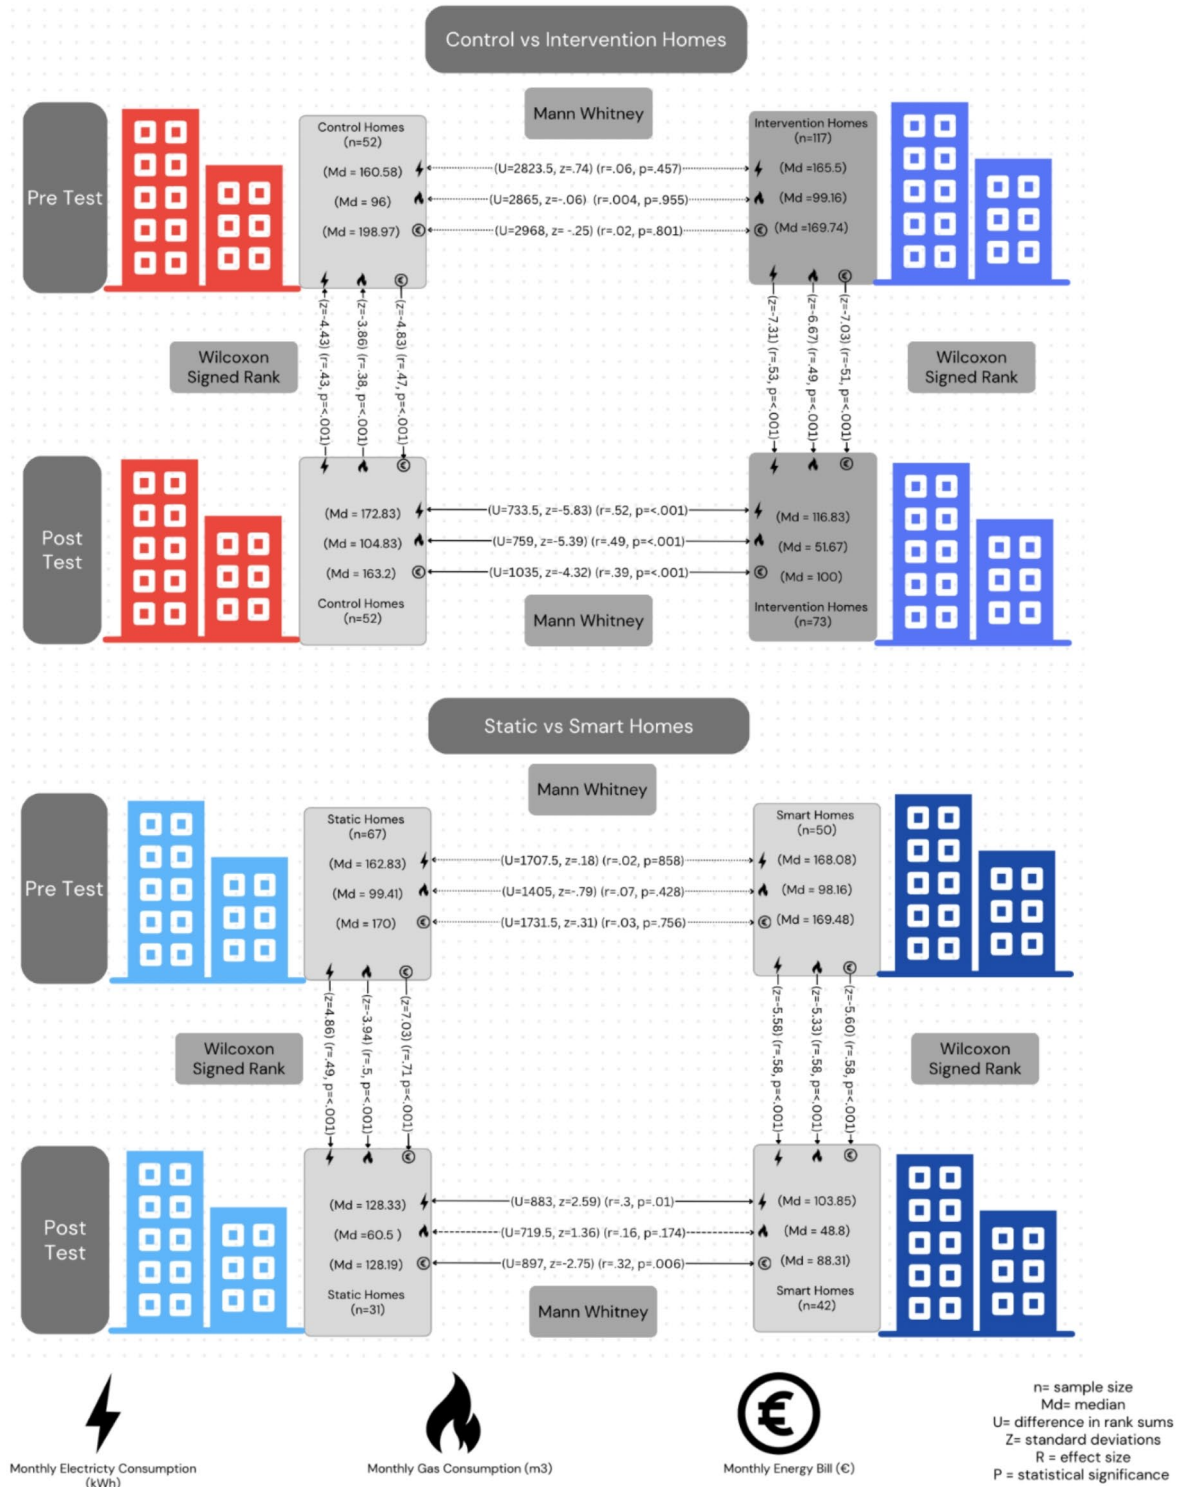 Control vs Intervention Homes
Mann Whitney
Pre Test
Control Homes
(n=52)
(Md = 160.58)
(Md = 96)
(Md = 198.97)
(U=2823.5, z=.74) (r=.06, p=.457)
(U=2865, z=-.06) (r=.004, p=.955)
(U=2968, z= -.25) (r=.02, p=.801)
Intervention Homes
(n=117)
(Md =165.5)
(Md =99.16)
(Md =169.74)
Wilcoxon
Signed Rank
(z=-4.43) (r=.43, p=<.001)
(z=-3.86) (r=.38, p=<.001)
(z=-4.83) (r=.47, p=<.001)
(z=-7.31) (r=.53, p=<.001)
(z=-6.67) (r=.49, p=<.001)
(z=-7.03) (r=-51, p=<.001)
Wilcoxon
Signed Rank
Post
Test
(Md = 172.83)
(Md = 104.83)
(Md = 163.2)
Control Homes
(n=52)
(U=733.5, z=-5.83) (r=.52, p=<.001)
(U=759, z=-5.39) (r=.49, p=<.001)
(U=1035, z=-4.32) (r=.39, p=<.001)
Mann Whitney
(Md = 116.83)
(Md = 51.67)
(Md = 100)
Intervention Homes
(n=73)
Static vs Smart Homes
Mann Whitney
Pre Test
Static Homes
(n=67)
(Md = 162.83)
(Md = 99.41)
(Md = 170)
(U=1707.5, z=.18) (r=.02, p=858)
(U=1405, z=-.79) (r=.07, p=.428)
(U=1731.5, z=.31) (r=.03, p=.756)
Smart Homes
(n=50)
(Md = 168.08)
(Md = 98.16)
(Md = 169.48)
Wilcoxon
Signed Rank
(z=4.86) (r=.49, p=<.001)
(z=-3.94) (r=.5, p=<.001)
(z=7.03) (r=.71 p=<.001)
(z=-5.58) (r=.58, p=<.001)
(z=-5.33) (r=.58, p=<.001)
(z=-5.60) (r=.58, p=<.001)
Wilcoxon
Signed Rank
Post
Test
(Md = 128.33)
(Md =60.5 )
(Md = 128.19)
Static Homes
(n=31)
(U=883, z=2.59) (r=.3, p=.01)
(U=719.5, z=1.36) (r=.16, p=.174)
(U=897, z=-2.75) (r=.32, p=.006)
Mann Whitney
(Md = 103.85)
(Md = 48.8)
(Md = 88.31)
Smart Homes
(n=42)
€
Monthly Electricty Consumption
(kWh)
Monthly Gas Consumption (m3)
Monthly Energy Bill (€)
n= sample size
Md= median
U= difference in rank sums
Z= standard deviations
R = effect size
P = statistical significance